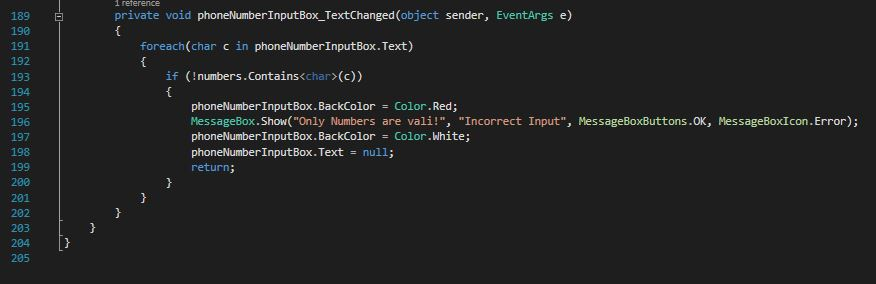 1 reference
189 private void phoneNumberInputBox_TextChanged(object sender, EventArgs e)
190 {
191 foreach(char c in phoneNumberInputBox.Text)
192 {
193 if (!numbers.Contains<char>(c))
194 {
195 phoneNumberInputBox.BackColor = Color.Red;
196 MessageBox.Show("Only Numbers are vali!", "Incorrect Input", MessageBoxButtons.OK, MessageBoxIcon.Error);
197 phoneNumberInputBox.BackColor = Color.White;
198 phoneNumberInputBox.Text = null;
199 return;
200 }
201 }
202 }
203 }
204 }
205